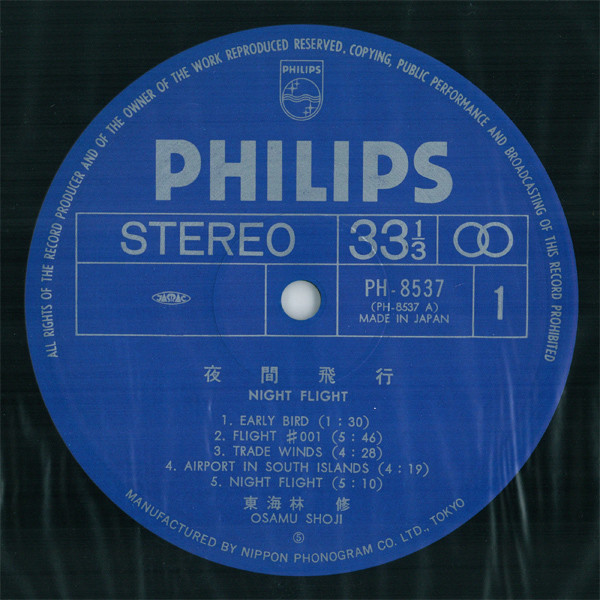 ALL RIGHTS OF THE RECORD PRODUCER AND OF THE OWNER OF THE WORK REPRODUCED RESERVED, COPYING, PUBLIC PERFORMANCE AND BROADCASTING OF THIS RECORD PROHIBITED
PHILIPS
PHILIPS
STEREO 33 1/3
JASRAC PH-8537 1
(PH-8537 A)
MADE IN JAPAN
夜間飛行
NIGHT FLIGHT
1. EARLY BIRD (1:30)
2. FLIGHT ♯001 (5:46)
3. TRADE WINDS (4:28)
4. AIRPORT IN SOUTH ISLANDS (4:19)
5. NIGHT FLIGHT (5:10)
東海林 修
OSAMU SHOJI
Ⓢ
MANUFACTURED BY NIPPON PHONOGRAM CO. LTD., TOKYO